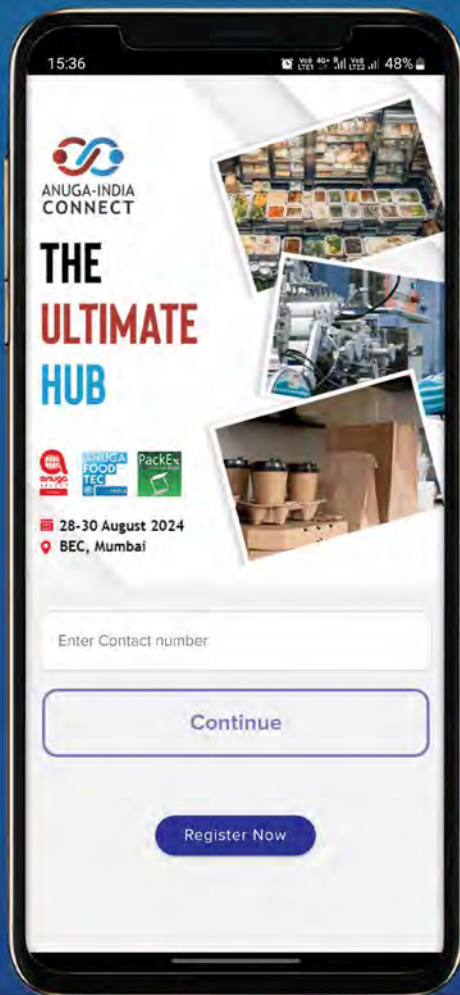 15:36
48%
ANUGA-INDIA
CONNECT
THE
ULTIMATE
HUB
anuga
ANUGA
FOOD
TEC
INDIA
PackEx
28-30 August 2024
BEC, Mumbai
Enter Contact number
Continue
Register Now